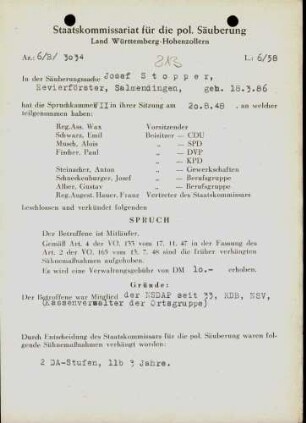 Staatskommissariat für die pol. Säuberung
Land Württemberg-Hohenzollern
Az.: 6/B/ 3034
L: 6/58
In der Säuberungssache Josef Stopper,
Revierförster, Salmendingen, geb. 18.3.86
hat die Spruchkammer VII in ihrer Sitzung am 20.8.48 , an welcher
teilgenommen haben:
Reg.Ass. Wax Vorsitzender
Schwarz, Emil Beisitzer — CDU
Musch, Alois „ — SPD
Fischer, Paul „ — DVP
„ — KPD
Steinacher, Anton „ — Gewerkschaften
Schneckenburger, Josef „ — Berufsgruppe
Alber, Gustav „ — Berufsgruppe
Reg.Augest. Hauer, Franz Vertreter des Staatskommissars
beschlossen und verkündet folgenden
SPRUCH
Der Betroffene ist Mitläufer.
Gemäß Art. 4 der VO. 133 vom 17. 11. 47 in der Fassung des
Art. 2 der VO. 165 vom 13. 7. 48 sind die früher verhängten
Sühnemaßnahmen aufgehoben.
Es wird eine Verwaltungsgebühr von DM 10.- erhoben.
Gründe:
Der Betroffene war Mitglied der NSDAP seit 33, RDB, NSV,
(Kassenverwalter der Ortsgruppe)
Durch Entscheidung des Staatskommissars für die pol. Säuberung waren fol-
gende Sühnemaßnahmen verhängt worden:
2 DA-Stufen, 11b 3 Jahre.